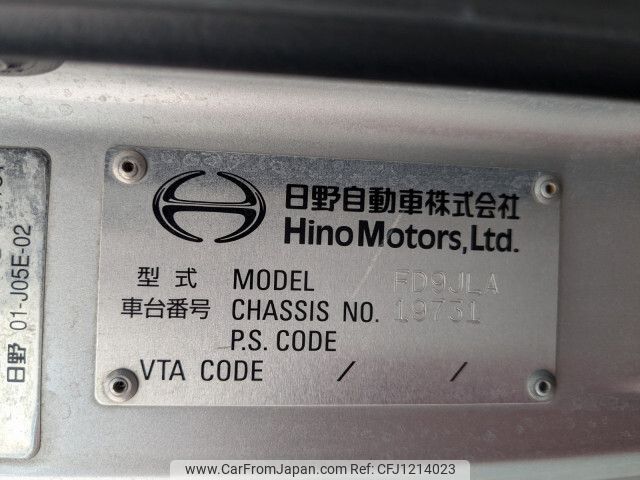 日野自動車株式会社
Hino Motors, Ltd.
型式 MODEL FD9JLA
車台番号 CHASSIS NO. 19731
P.S. CODE
VTA CODE / /
日野 01-J05E-02
www.CarFromJapan.com | Ref.No: CFJ1214023